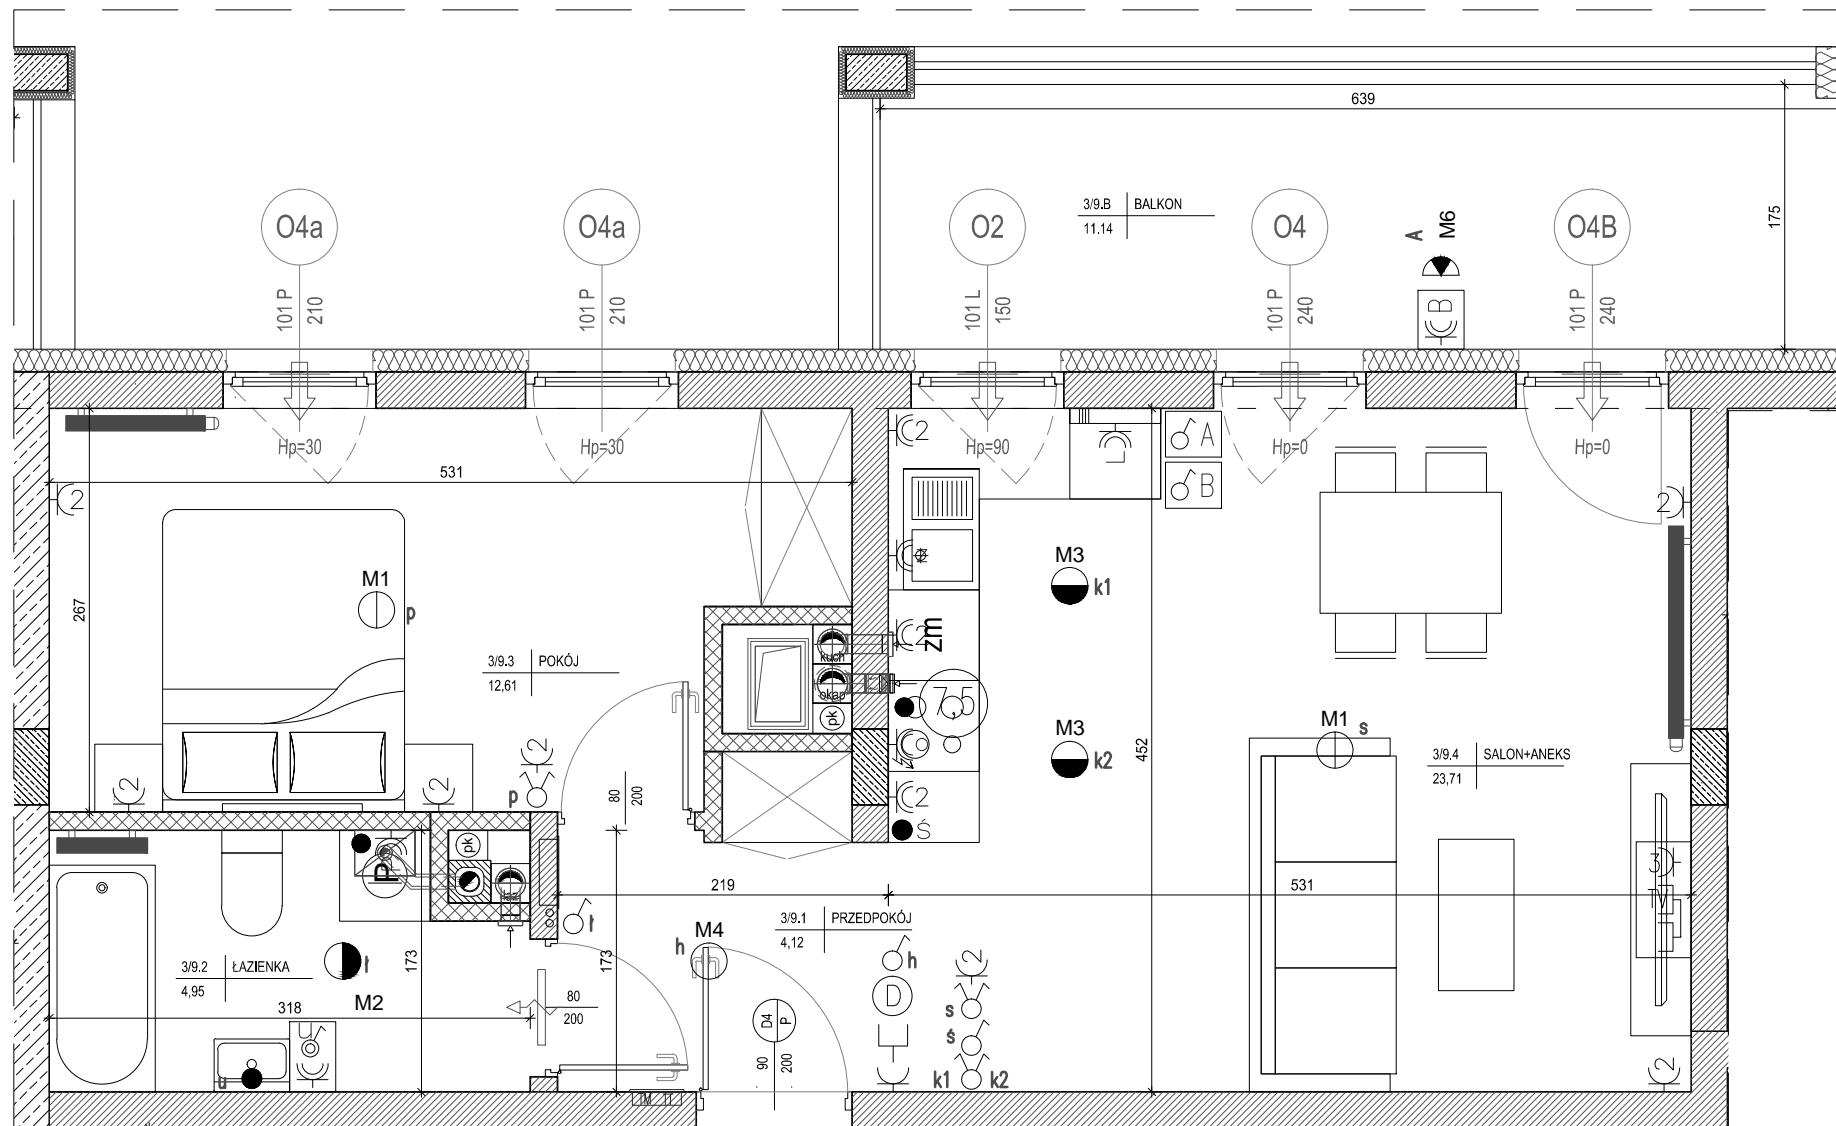 639
175
3/9.B BALKON
11.14
A
M6
B
O4a
O4a
O2
O4
O4B
101 P
210
101 P
210
101 L
150
101 P
240
101 P
240
Hp=30
Hp=30
Hp=90
Hp=0
Hp=0
531
2
2
L
A
B
2
267
M1
p
M3
k1
2
zm
kuch
okap
pk
7,5
3/9.3 POKÓJ
12,61
M3
k2
452
M1
s
3/9.4 SALON+ANEKS
23,71
2
2
2
p
80
200
2
Ś
pk
P
219
531
3
TV
3/9.1 PRZEDPOKÓJ
4,12
ł
h
M4
h
3/9.2 ŁAZIENKA
4,95
ł
173
173
M2
318
80
200
D4
P
90
200
D
2
s
ś
k1
k2
u
u
2
TM
TT